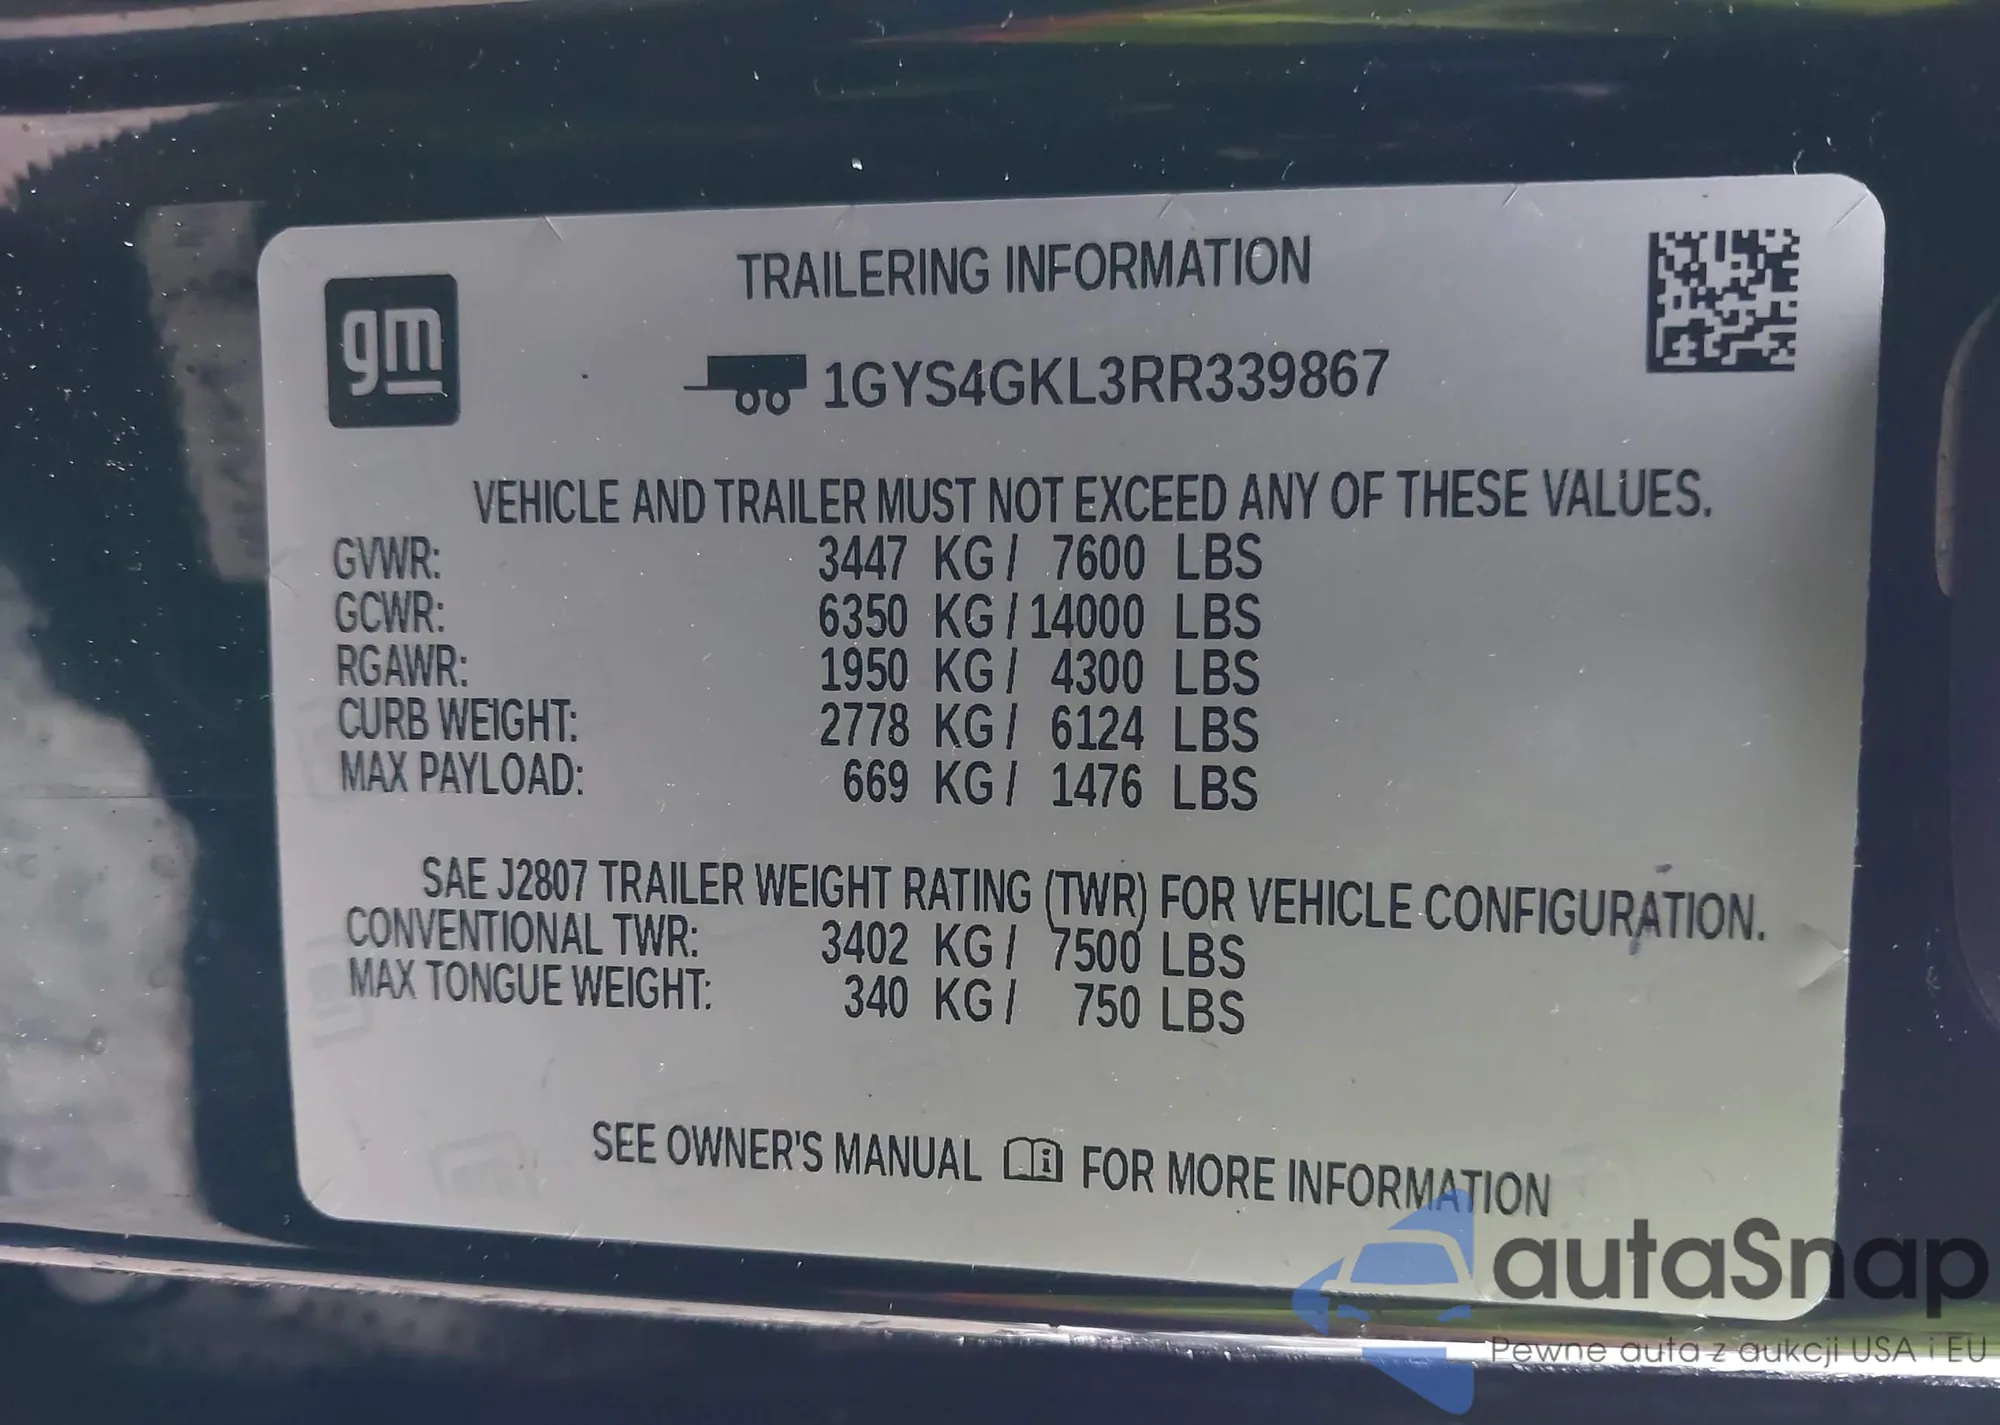 gm
TRAILERING INFORMATION
1GYS4GKL3RR339867
VEHICLE AND TRAILER MUST NOT EXCEED ANY OF THESE VALUES.
GVWR: 3447 KG / 7600 LBS
GCWR: 6350 KG / 14000 LBS
RGAWR: 1950 KG / 4300 LBS
CURB WEIGHT: 2778 KG / 6124 LBS
MAX PAYLOAD: 669 KG / 1476 LBS
SAE J2807 TRAILER WEIGHT RATING (TWR) FOR VEHICLE CONFIGURATION.
CONVENTIONAL TWR: 3402 KG / 7500 LBS
MAX TONGUE WEIGHT: 340 KG / 750 LBS
SEE OWNER'S MANUAL i FOR MORE INFORMATION
autaSnap
Pewne auta z aukcji USA i EU